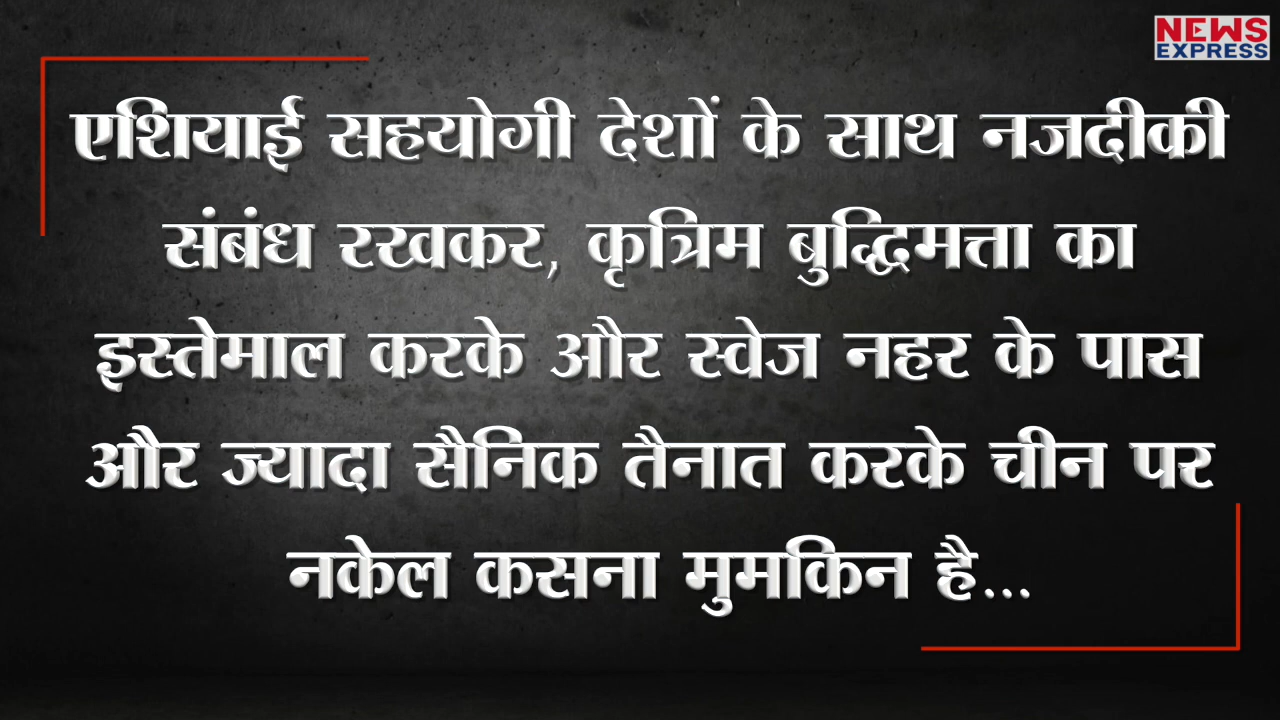 NEWS
EXPRESS
एशियाई सहयोगी देशों के साथ नजदीकी
संबंध रखकर, कृत्रिम बुद्धिमत्ता का
इस्तेमाल करके और स्वेज नहर के पास
और ज्यादा सैनिक तैनात करके चीन पर
नकेल कसना मुमकिन है...